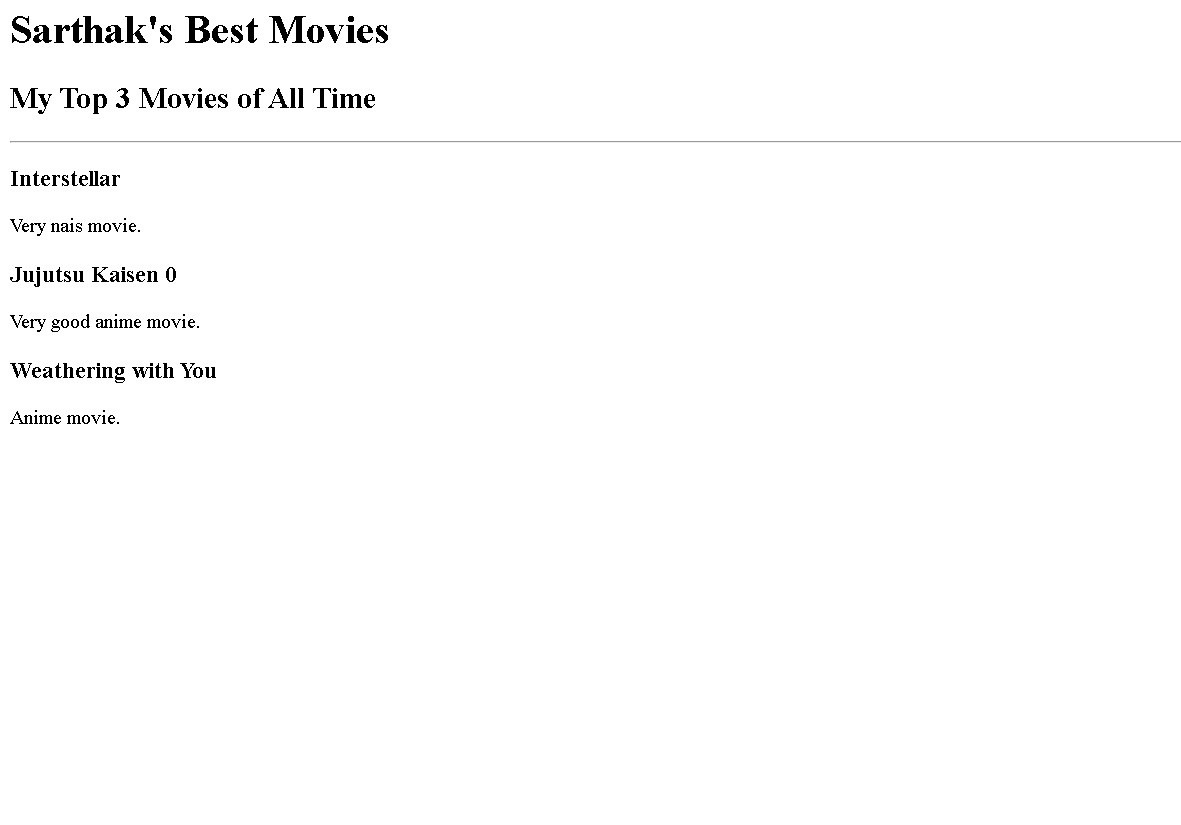 Sarthak's Best Movies
My Top 3 Movies of All Time
Interstellar
Very nais movie.
Jujutsu Kaisen 0
Very good anime movie.
Weathering with You
Anime movie.